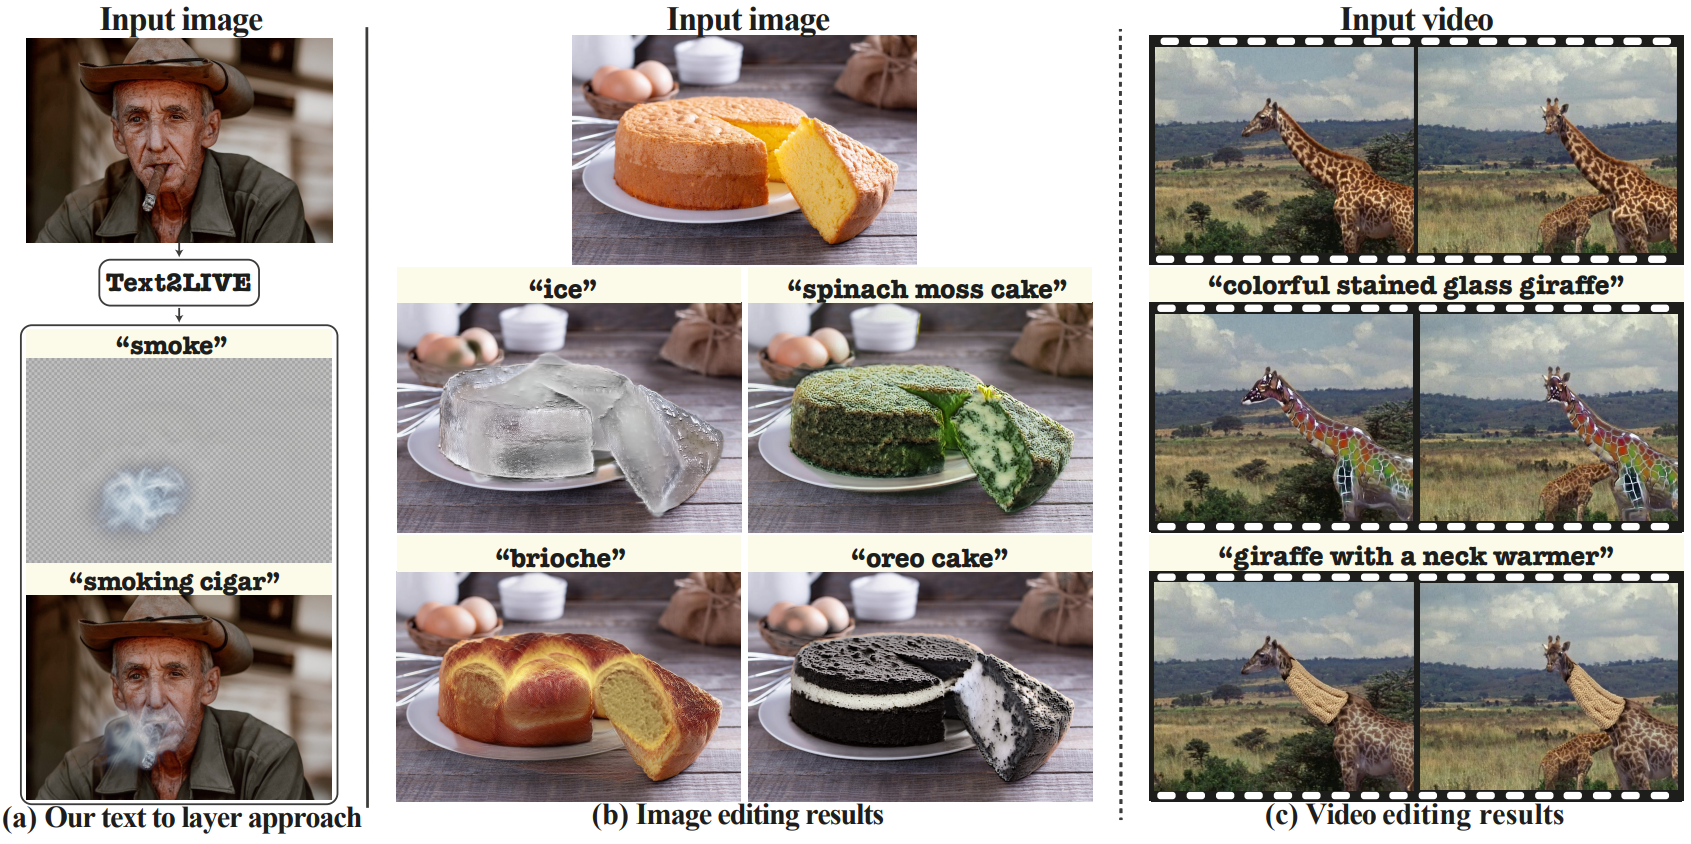 Input image
Text2LIVE
“smoke”
“smoking cigar”
(a) Our text to layer approach
Input image
“ice”
“spinach moss cake”
“brioche”
“oreo cake”
(b) Image editing results
Input video
“colorful stained glass giraffe”
“giraffe with a neck warmer”
(c) Video editing results